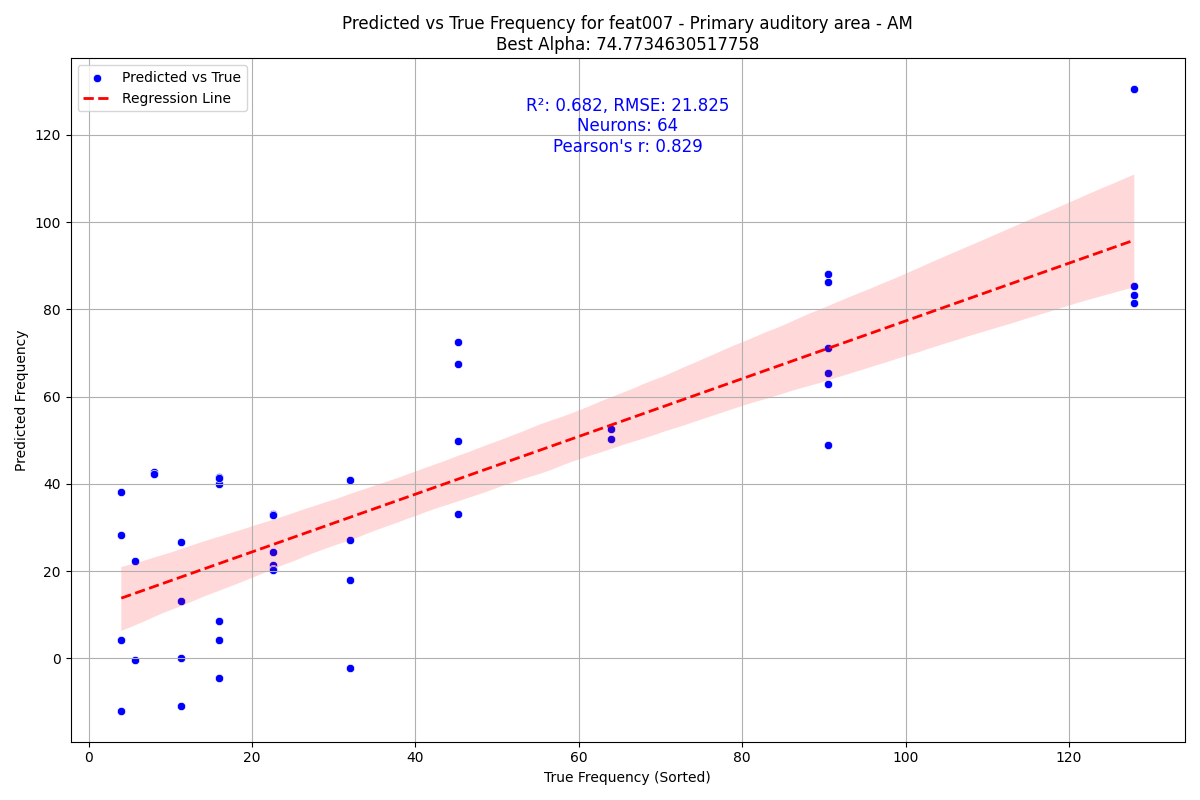 Predicted vs True Frequency for feat007 - Primary auditory area - AM
Best Alpha: 74.7734630517758
Predicted vs True
Regression Line
R²: 0.682, RMSE: 21.825
Neurons: 64
Pearson's r: 0.829
Predicted Frequency
120
100
80
60
40
20
0
0 20 40 60 80 100 120
True Frequency (Sorted)